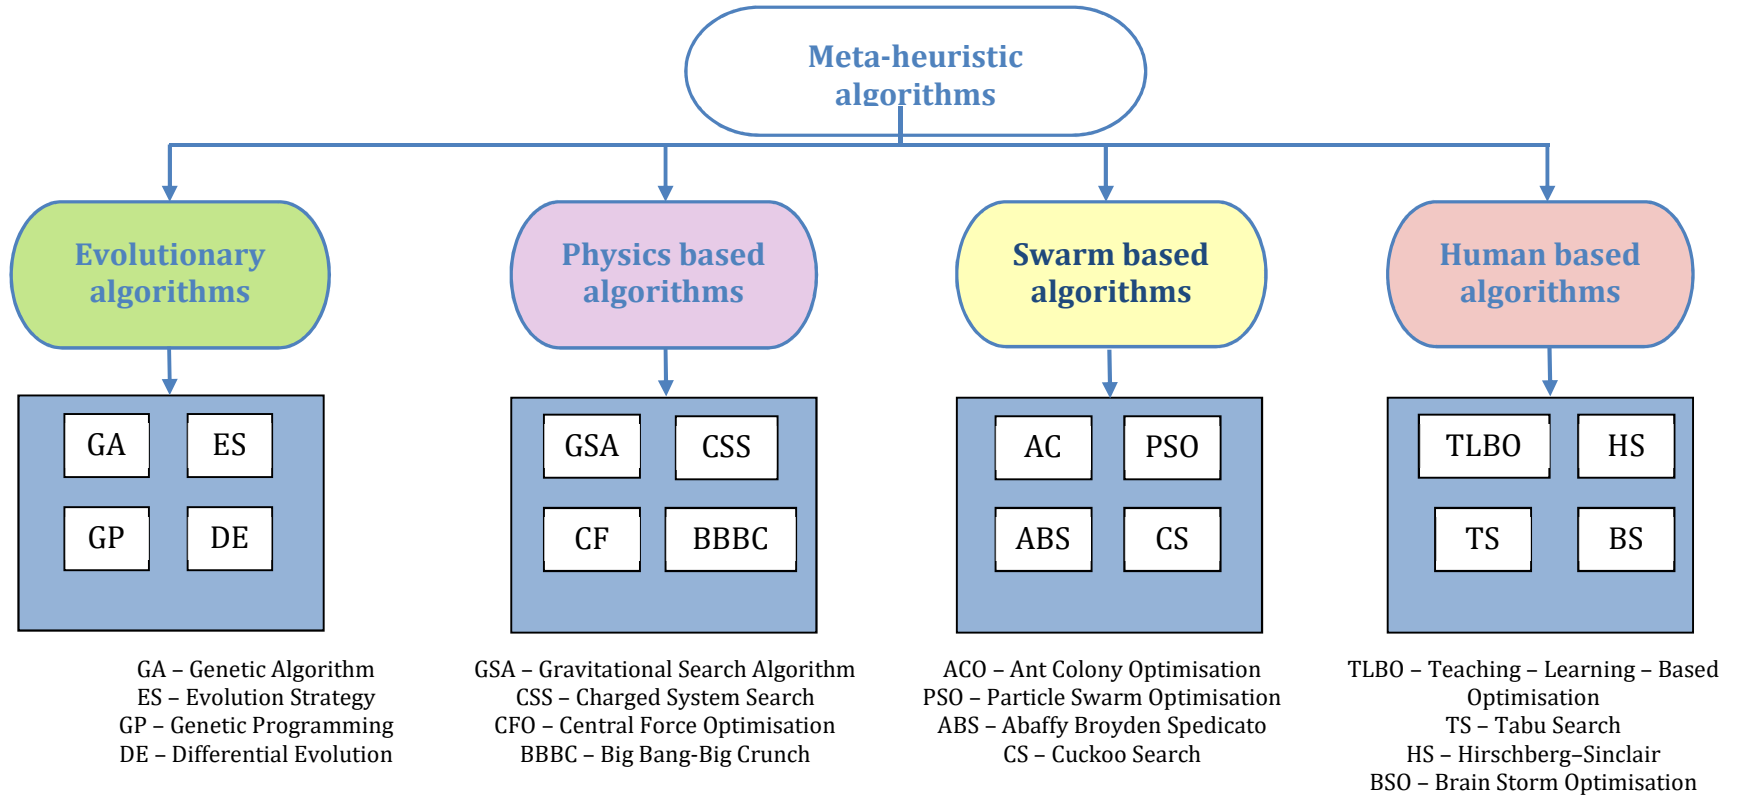 Meta-heuristic
algorithms
Evolutionary
algorithms
Physics based
algorithms
Swarm based
algorithms
Human based
algorithms
GA
ES
GP
DE
GSA
CSS
CF
BBBC
AC
PSO
ABS
CS
TLBO
HS
TS
BS
GA – Genetic Algorithm
ES – Evolution Strategy
GP – Genetic Programming
DE – Differential Evolution
GSA – Gravitational Search Algorithm
CSS – Charged System Search
CFO – Central Force Optimisation
BBBC – Big Bang-Big Crunch
ACO – Ant Colony Optimisation
PSO – Particle Swarm Optimisation
ABS – Abaffy Broyden Spedicato
CS – Cuckoo Search
TLBO – Teaching – Learning – Based
Optimisation
TS – Tabu Search
HS – Hirschberg–Sinclair
BSO – Brain Storm Optimisation